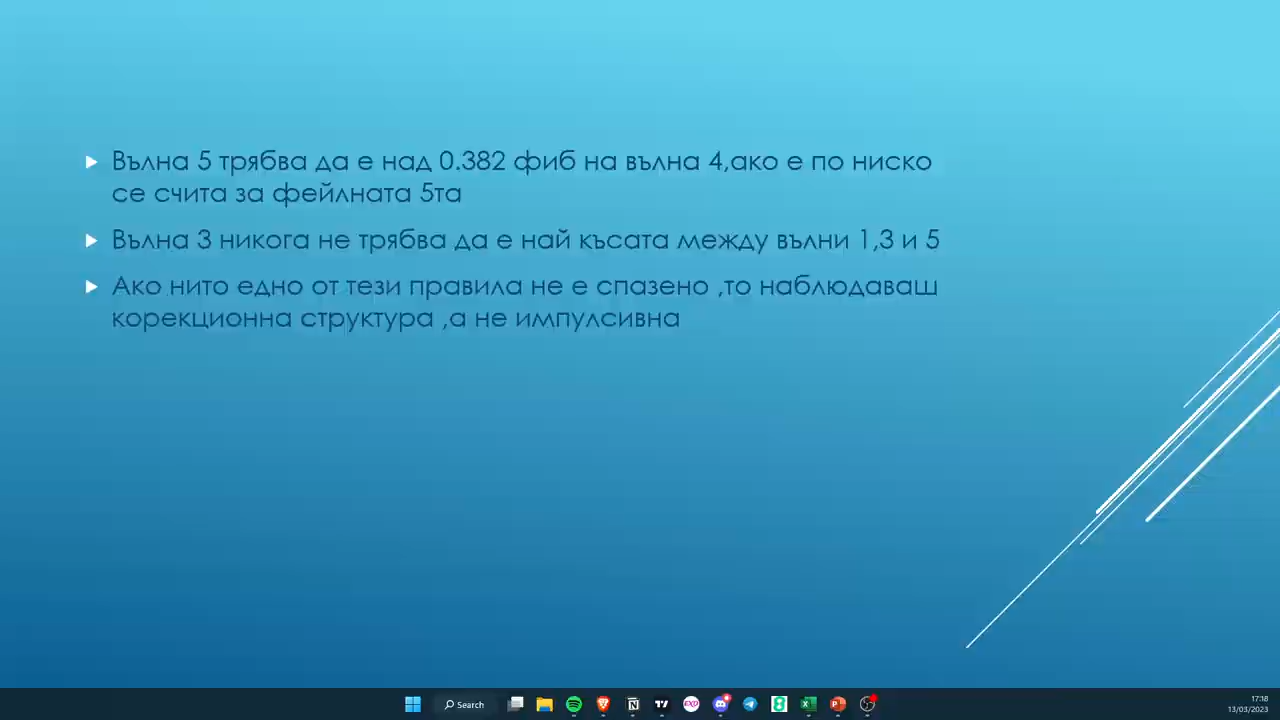 Вълна 5 трябва да е над 0.382 фиб на вълна 4,ако е по ниско
се счита за фейлната 5та
Вълна 3 никога не трябва да е най късата между вълни 1,3 и 5
Ако нито едно от тези правила не е спазено ,то наблюдаваш
корекционна структура ,а не импулсивна
Search
17:18
13/03/2023